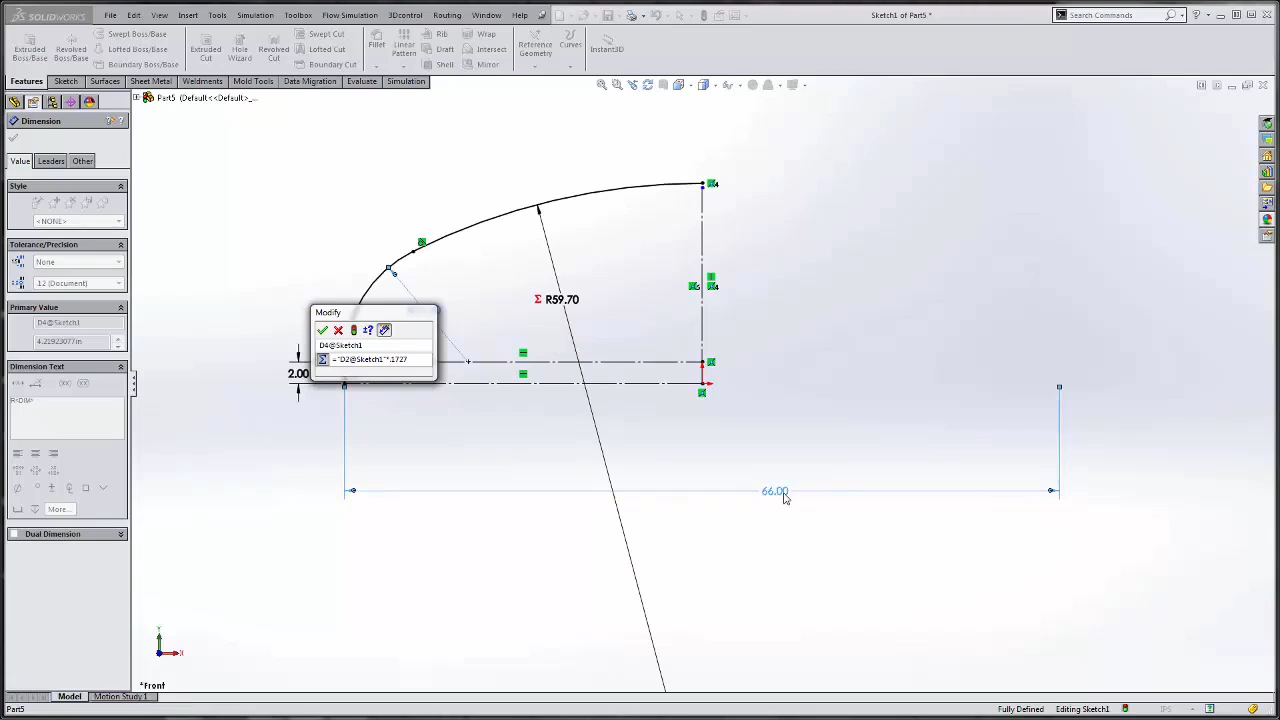 SOLIDWORKS File Edit View Insert Tools Simulation Toolbox Flow Simulation 3Dcontrol Routing Window Help Sketch1 of Part5 * Search Commands
Extruded Boss/Base
Revolved Boss/Base
Swept Boss/Base
Lofted Boss/Base
Boundary Boss/Base
Extruded Cut
Hole Wizard
Revolved Cut
Swept Cut
Lofted Cut
Boundary Cut
Fillet
Linear Pattern
Rib
Draft
Shell
Wrap
Intersect
Mirror
Reference Geometry
Curves
Instant3D
Features Sketch Surfaces Sheet Metal Weldments Mold Tools Data Migration Evaluate Simulation
Part5 (Default<<Default>_...
Dimension
Value Leaders Other
Style
<NONE>
Tolerance/Precision
None
.12 (Document)
Primary Value
D4@Sketch1
4.21923077in
Dimension Text
R<DIM>
More...
Dual Dimension
Modify
D4@Sketch1
="D2@Sketch1"*.1727
Σ R59.70
2.00
66.00
*Front
Model Motion Study 1
Part5 Fully Defined Editing Sketch1 IPS